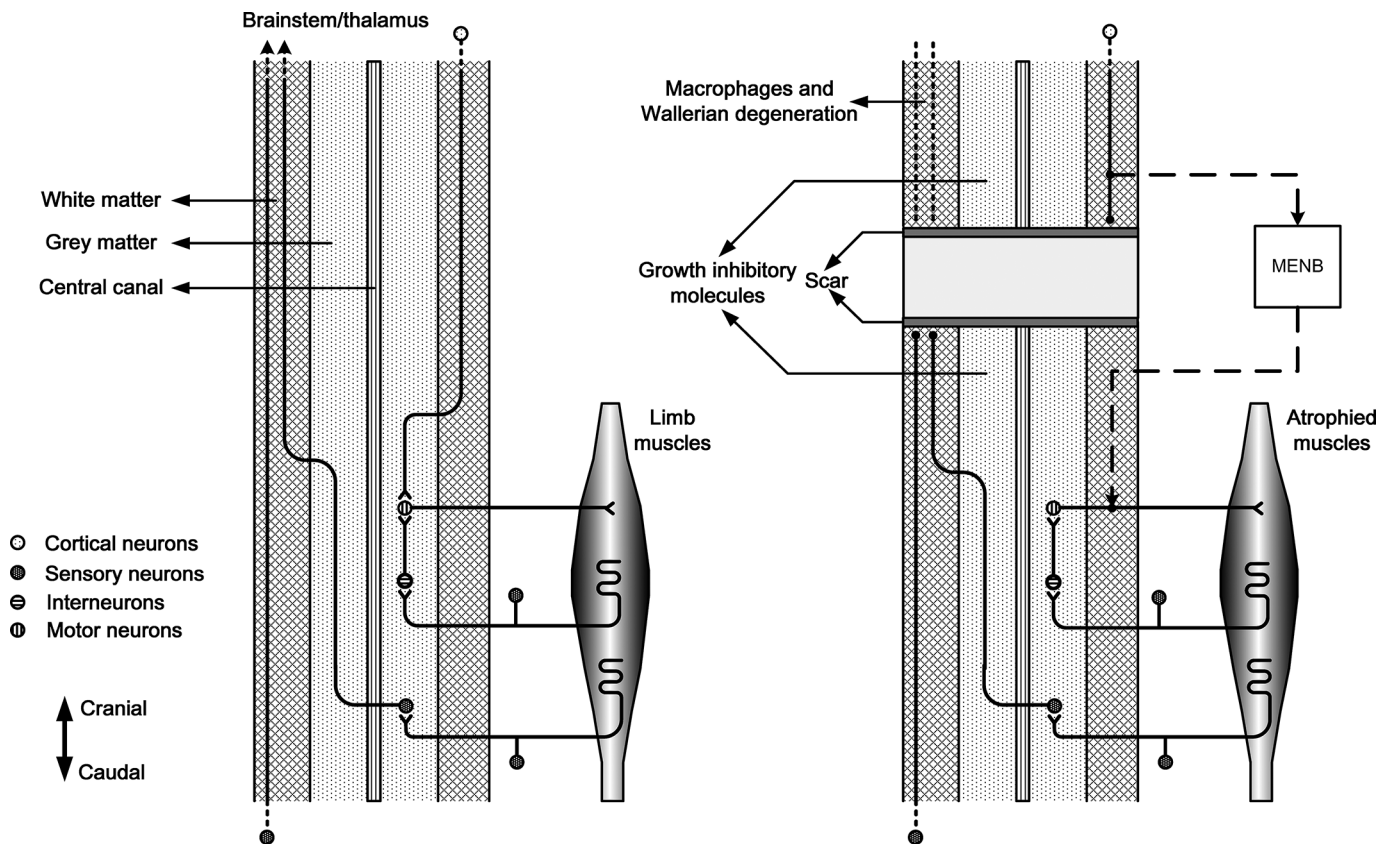 Brainstem/thalamus
White matter
Grey matter
Central canal
Limb
muscles
Cortical neurons
Sensory neurons
Interneurons
Motor neurons
Cranial
Caudal
Macrophages and
Wallerian degeneration
Growth inhibitory
molecules
Scar
MENB
Atrophied
muscles